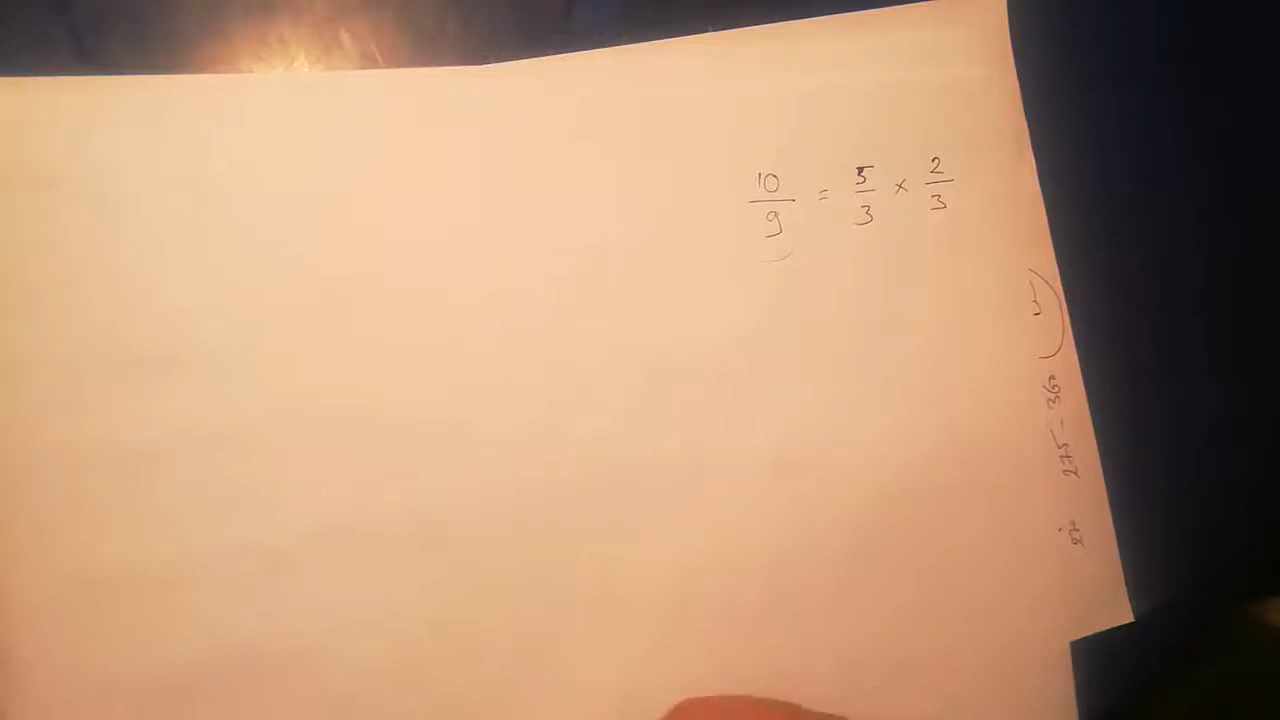 10/9 = 5/3 × 2/3
275 - 360